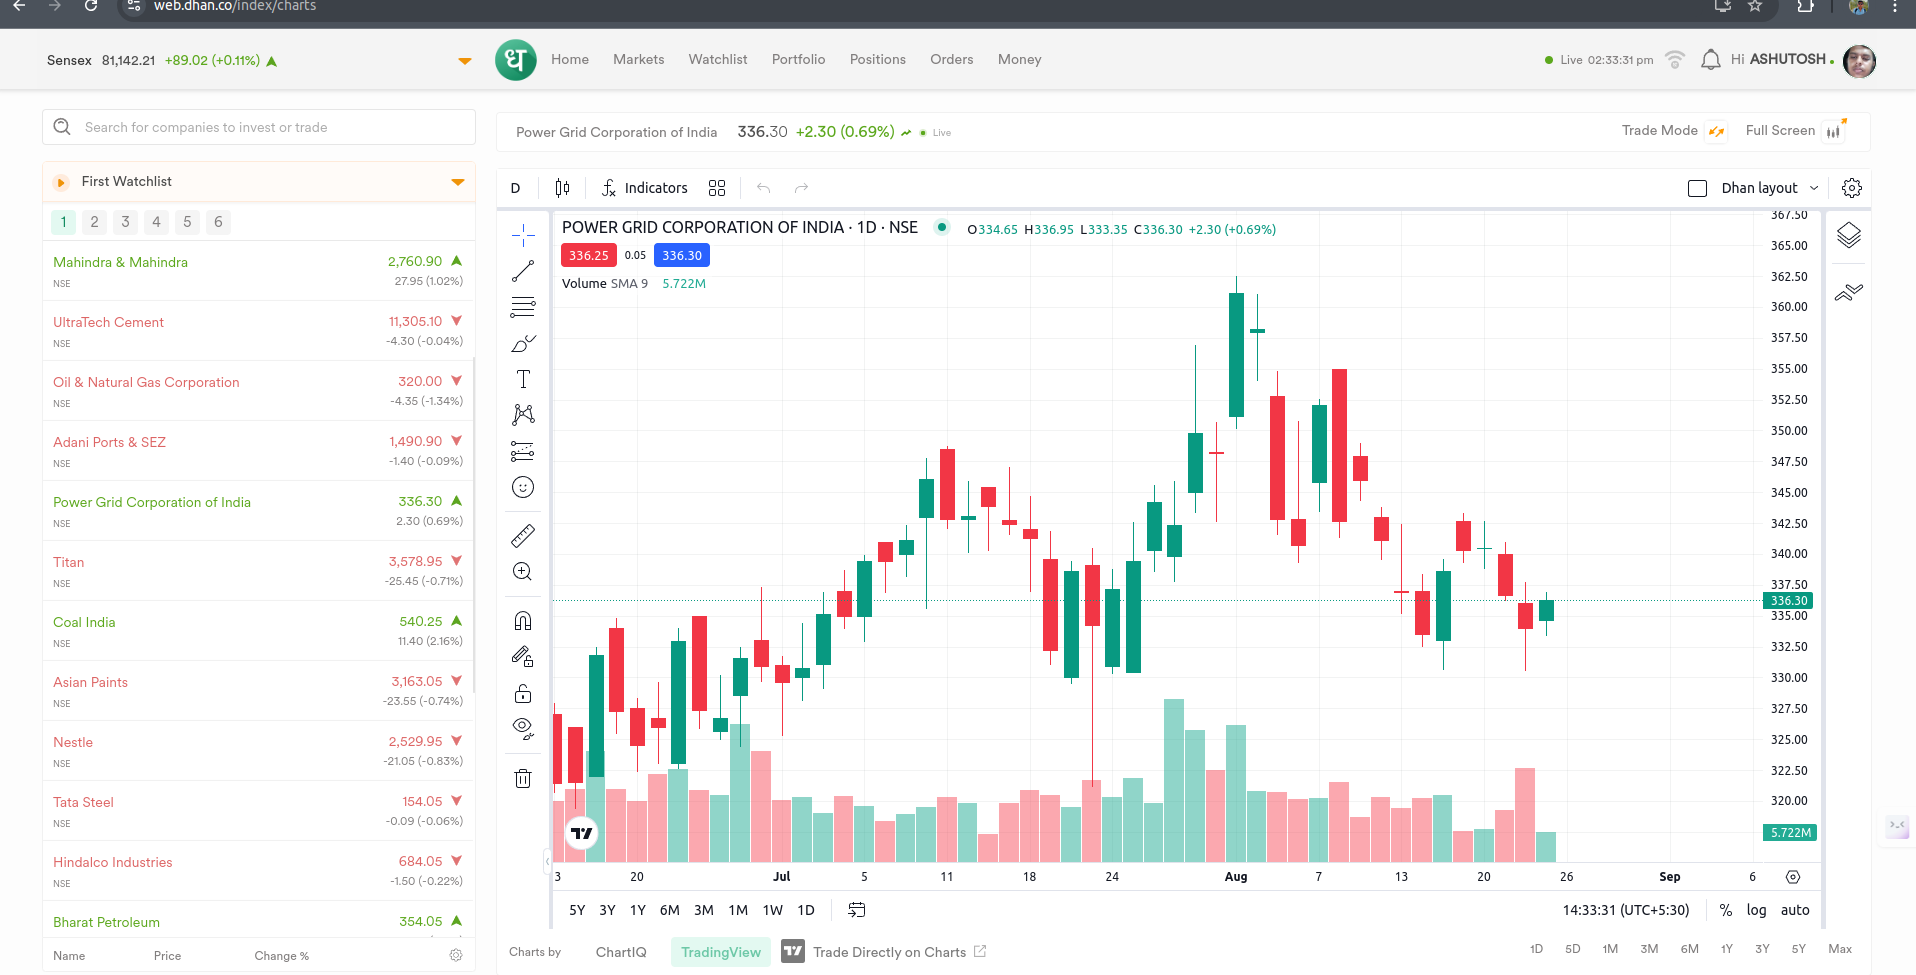 web.dhan.co/index/charts
Sensex 81,142.21 +89.02 (+0.11%)
ध
Home Markets Watchlist Portfolio Positions Orders Money
Live 02:33:31 pm
Hi ASHUTOSH
Search for companies to invest or trade
First Watchlist
1 2 3 4 5 6
Mahindra & Mahindra 2,760.90
NSE 27.95 (1.02%)
UltraTech Cement 11,305.10
NSE -4.30 (-0.04%)
Oil & Natural Gas Corporation 320.00
NSE -4.35 (-1.34%)
Adani Ports & SEZ 1,490.90
NSE -1.40 (-0.09%)
Power Grid Corporation of India 336.30
NSE 2.30 (0.69%)
Titan 3,578.95
NSE -25.45 (-0.71%)
Coal India 540.25
NSE 11.40 (2.16%)
Asian Paints 3,163.05
NSE -23.55 (-0.74%)
Nestle 2,529.95
NSE -21.05 (-0.83%)
Tata Steel 154.05
NSE -0.09 (-0.06%)
Hindalco Industries 684.05
NSE -1.50 (-0.22%)
Bharat Petroleum 354.05
Name Price Change %
Power Grid Corporation of India 336.30 +2.30 (0.69%) Live
Trade Mode Full Screen
D Indicators Dhan layout
POWER GRID CORPORATION OF INDIA · 1D · NSE O334.65 H336.95 L333.35 C336.30 +2.30 (+0.69%)
336.25 0.05 336.30
Volume SMA 9 5.722M
367.50
365.00
362.50
360.00
357.50
355.00
352.50
350.00
347.50
345.00
342.50
340.00
337.50
336.30
335.00
332.50
330.00
327.50
325.00
322.50
320.00
5.722M
3 20 Jul 5 11 18 24 Aug 7 13 20 26 Sep 6
5Y 3Y 1Y 6M 3M 1M 1W 1D
14:33:31 (UTC+5:30) % log auto
Charts by ChartIQ TradingView Trade Directly on Charts
1D 5D 1M 3M 6M 1Y 3Y 5Y Max